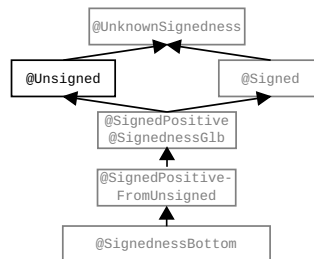 @UnknownSignedness
@Unsigned
@Signed
@SignedPositive
@SignednessGlb
@SignedPositive-
FromUnsigned
@SignednessBottom